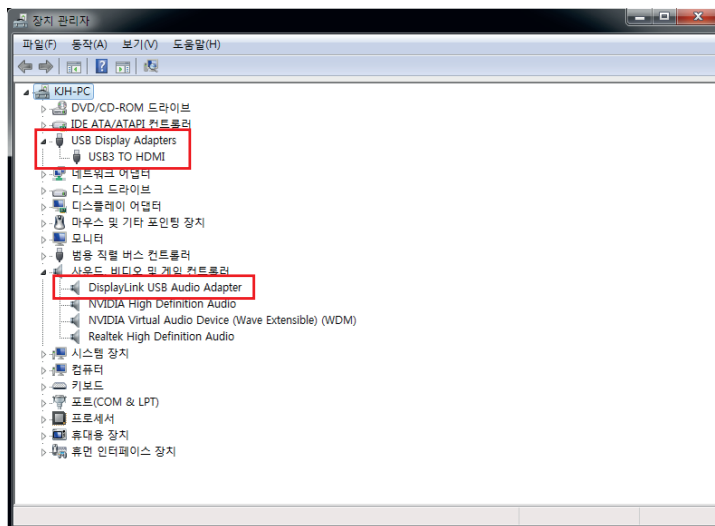 장치 관리자
파일(F) 동작(A) 보기(V) 도움말(H)
KJH-PC
DVD/CD-ROM 드라이브
IDE ATA/ATAPI 컨트롤러
USB Display Adapters
USB3 TO HDMI
네트워크 어댑터
디스크 드라이브
디스플레이 어댑터
마우스 및 기타 포인팅 장치
모니터
범용 직렬 버스 컨트롤러
사운드, 비디오 및 게임 컨트롤러
DisplayLink USB Audio Adapter
NVIDIA High Definition Audio
NVIDIA Virtual Audio Device (Wave Extensible) (WDM)
Realtek High Definition Audio
시스템 장치
컴퓨터
키보드
포트(COM & LPT)
프로세서
휴대용 장치
휴먼 인터페이스 장치